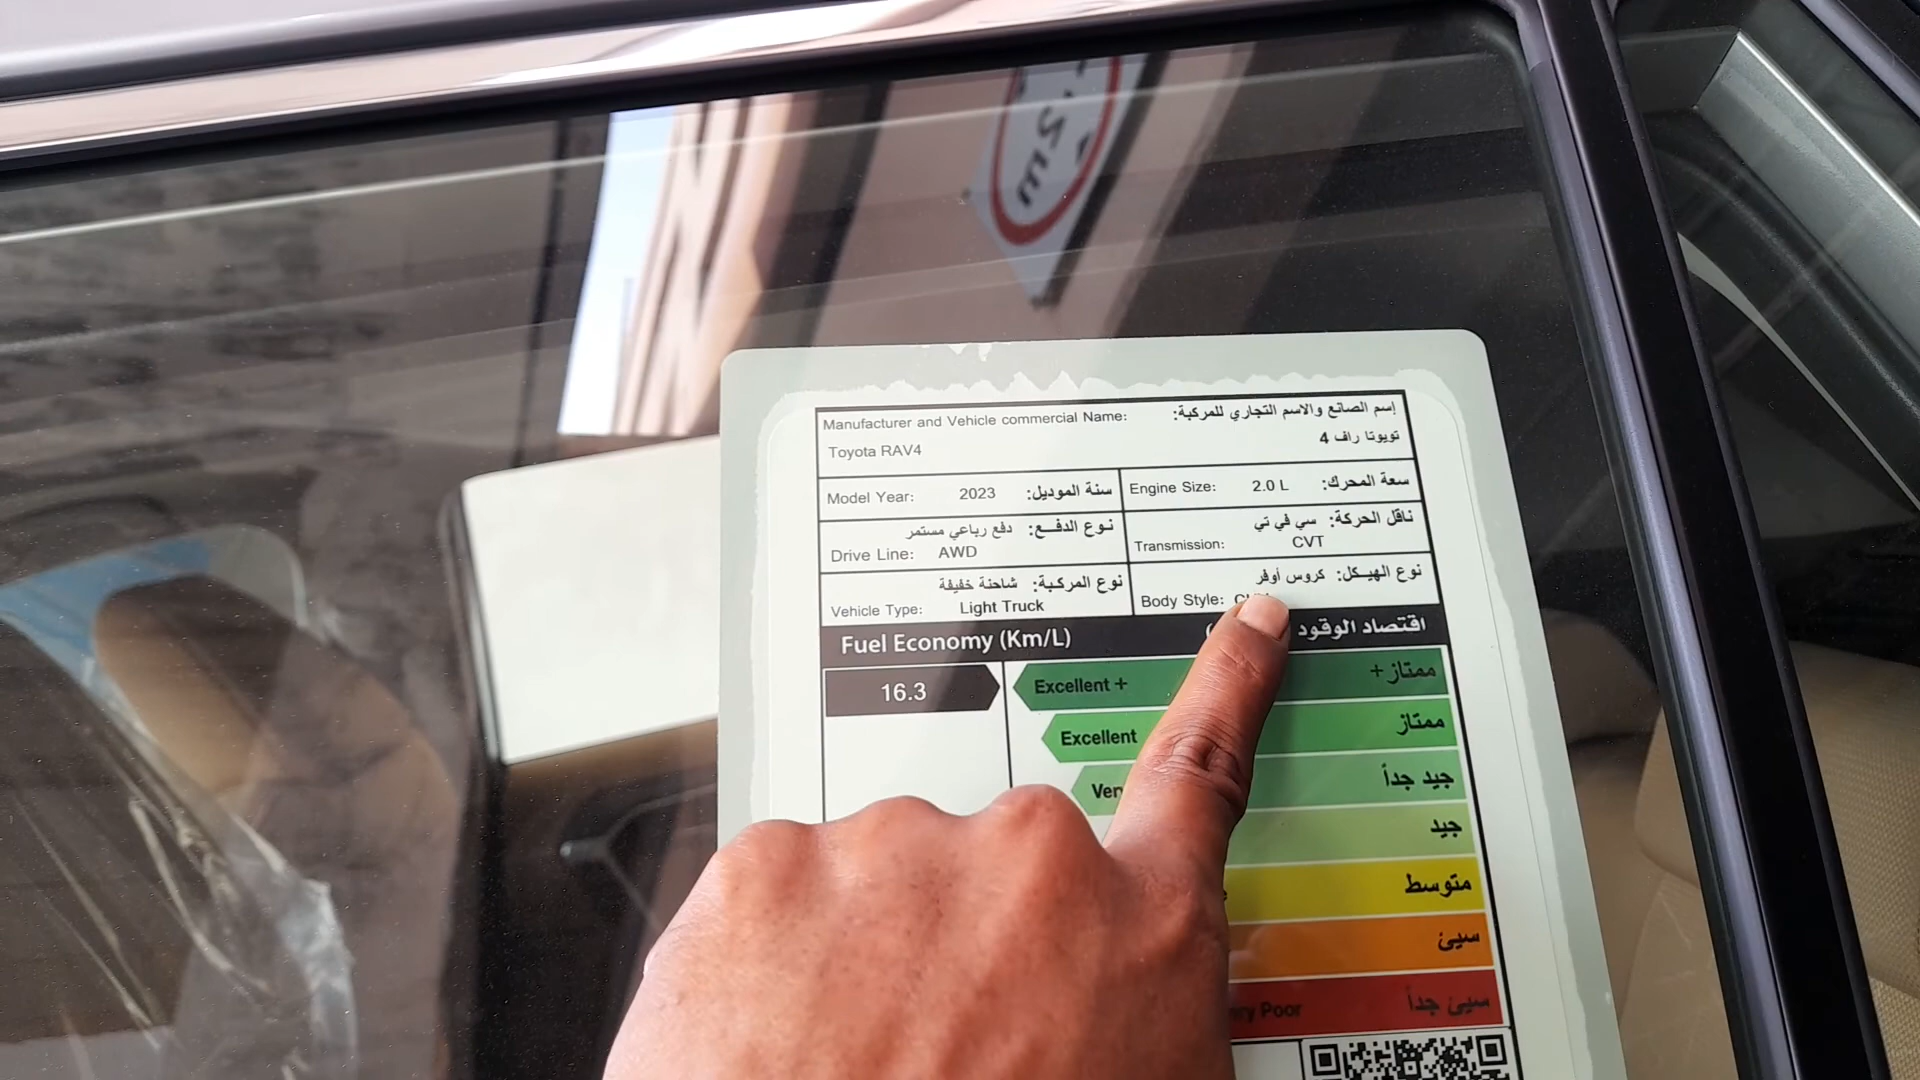 Manufacturer and Vehicle commercial Name: إسم الصانع والاسم التجاري للمركبة:
Toyota RAV4 تويوتا راف 4
Model Year: 2023 سنة الموديل:
Engine Size: 2.0 L سعة المحرك:
نوع الدفع: دفع رباعي مستمر
Drive Line: AWD
ناقل الحركة: سي في تي
Transmission: CVT
نوع المركبة: شاحنة خفيفة
Vehicle Type: Light Truck
نوع الهيكل: كروس أوفر
Body Style:
Fuel Economy (Km/L) اقتصاد الوقود
16.3
Excellent + ممتاز+
Excellent ممتاز
جيد جداً
جيد
متوسط
سيئ
Poor سيئ جداً